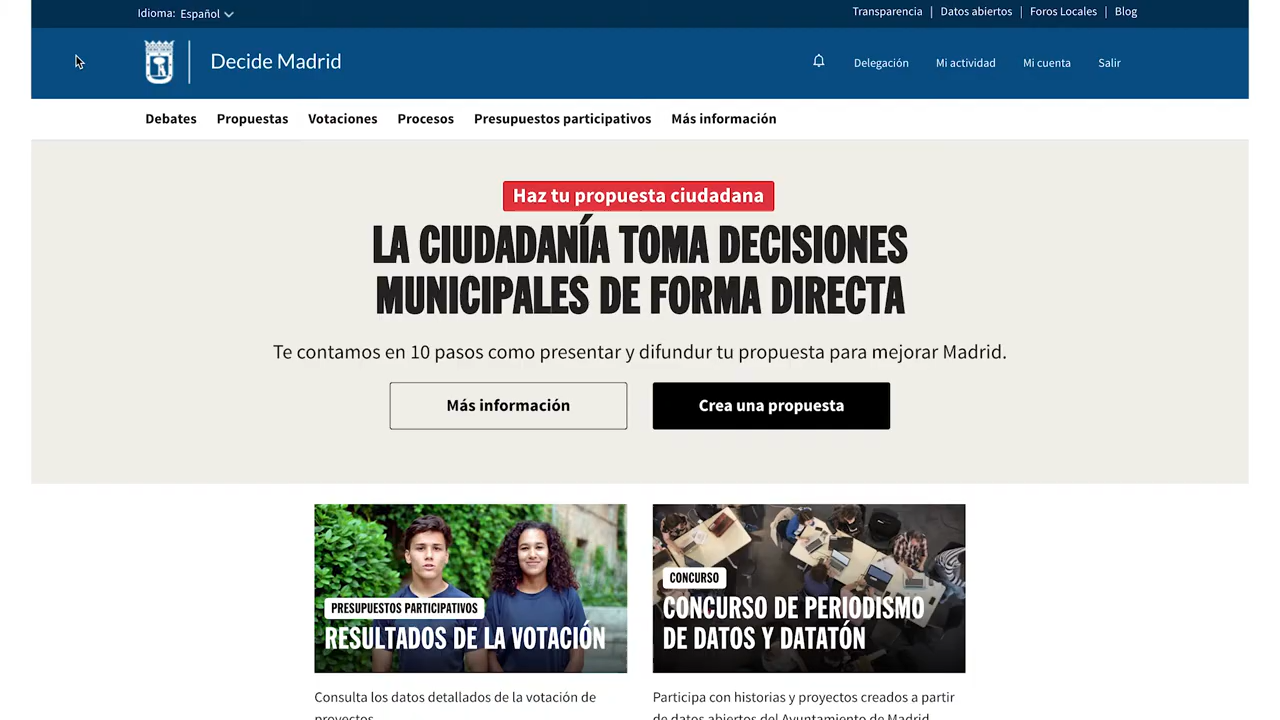 Idioma: Español
Transparencia | Datos abiertos | Foros Locales | Blog
Decide Madrid
Delegación Mi actividad Mi cuenta Salir
Debates Propuestas Votaciones Procesos Presupuestos participativos Más información
Haz tu propuesta ciudadana
LA CIUDADANÍA TOMA DECISIONES
MUNICIPALES DE FORMA DIRECTA
Te contamos en 10 pasos como presentar y difundur tu propuesta para mejorar Madrid.
Más información
Crea una propuesta
PRESUPUESTOS PARTICIPATIVOS
RESULTADOS DE LA VOTACIÓN
Consulta los datos detallados de la votación de
proyectos
CONCURSO
CONCURSO DE PERIODISMO
DE DATOS Y DATATÓN
Participa con historias y proyectos creados a partir
de datos abiertos del Ayuntamiento de Madrid